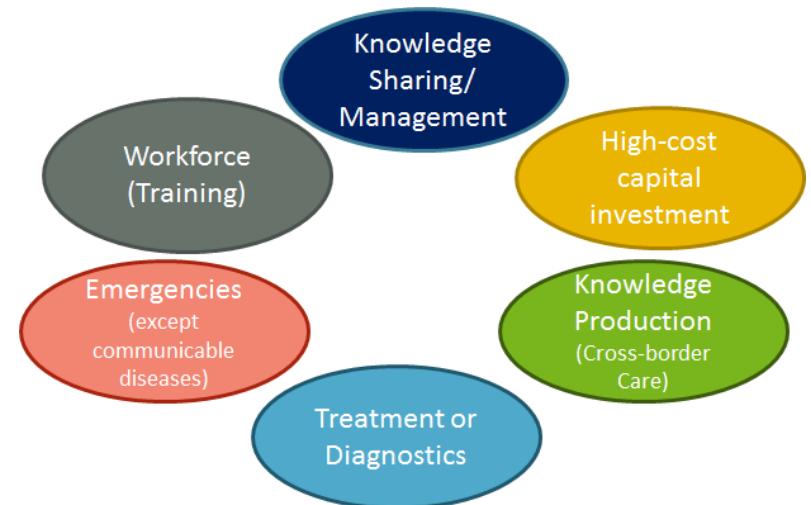 Knowledge
Sharing/
Management
Workforce
(Training)
High-cost
capital
investment
Emergencies
(except
communicable
diseases)
Knowledge
Production
(Cross-border
Care)
Treatment or
Diagnostics